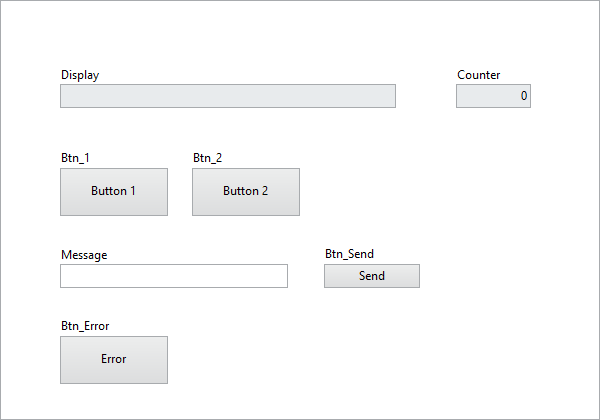 Display
Counter
0
Btn_1
Btn_2
Button 1
Button 2
Message
Btn_Send
Send
Btn_Error
Error